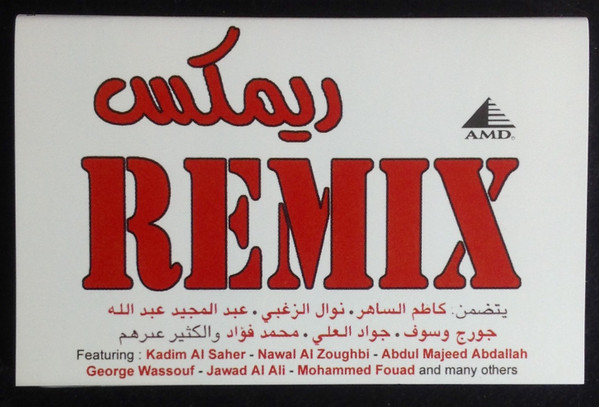 ريمكس
AMD
REMIX
يتضمن: كاظم الساهر . نوال الزغبي . عبد المجيد عبد الله
جورج وسوف . جواد العلي . محمد فؤاد والكثير غيرهم
Featuring : Kadim Al Saher - Nawal Al Zoughbi - Abdul Majeed Abdallah
George Wassouf - Jawad Al Ali - Mohammed Fouad and many others